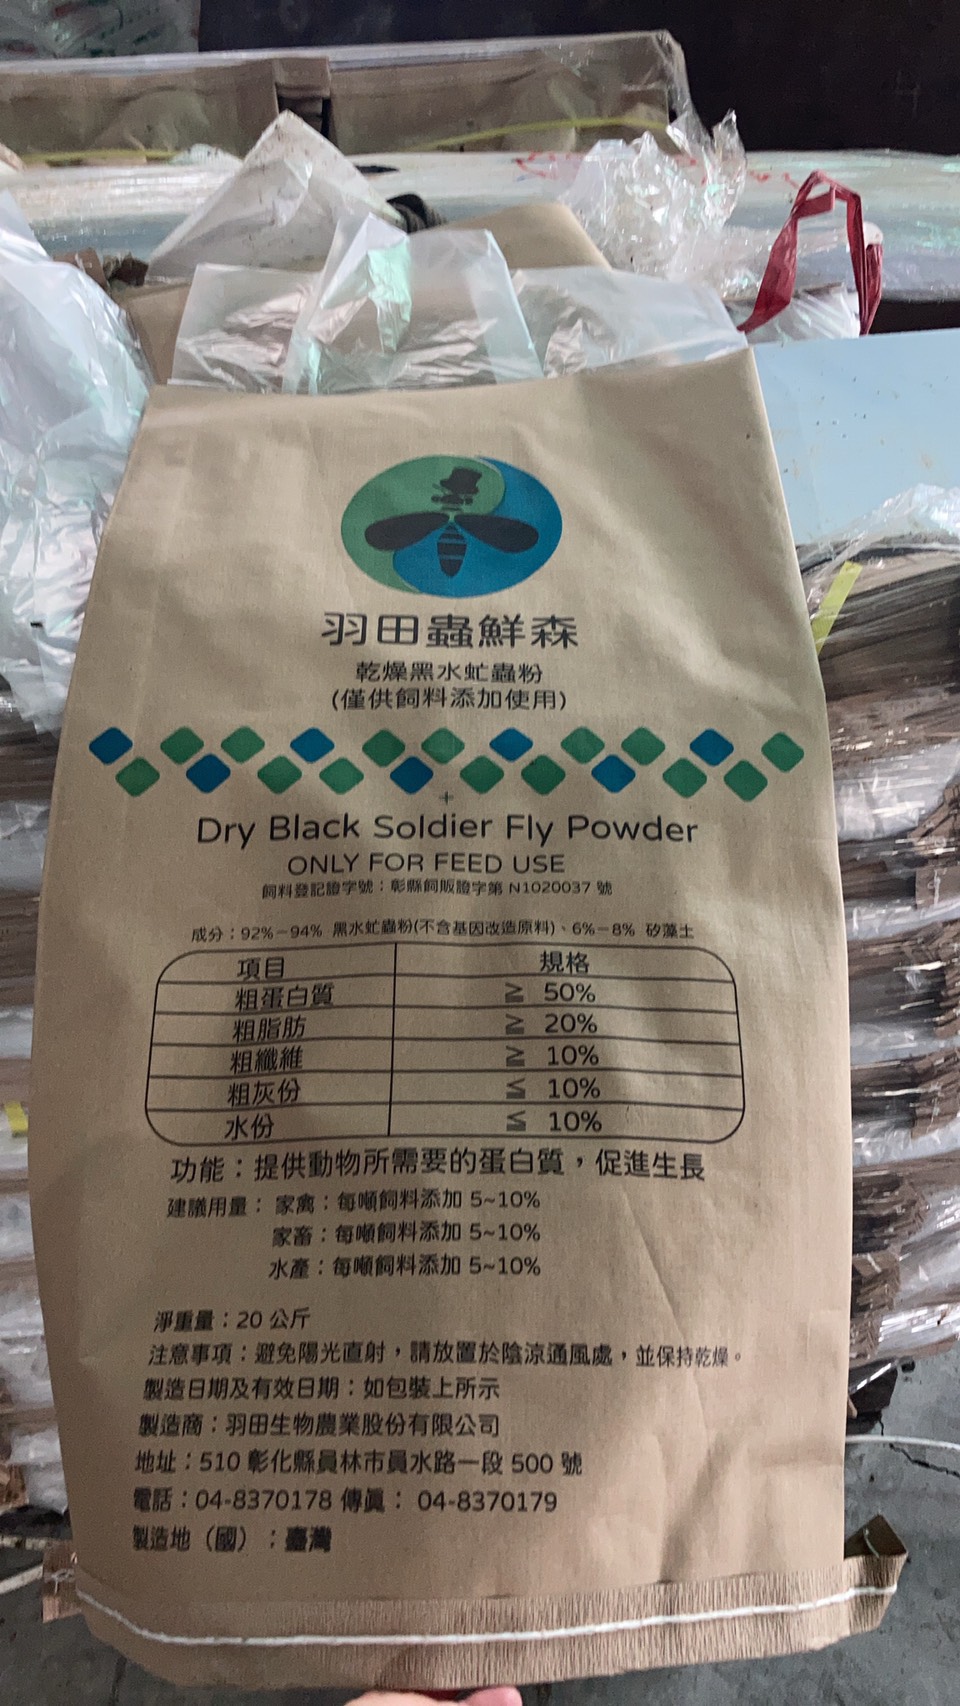 羽田蟲鮮森
乾燥黑水虻蟲粉
(僅供飼料添加使用)
Dry Black Soldier Fly Powder
ONLY FOR FEED USE
飼料登記證字號：彰縣飼販證字第 N1020037 號
成分：92%－94% 黑水虻蟲粉(不含基因改造原料)、6%－8% 矽藻土
項目 規格
粗蛋白質 ≧ 50%
粗脂肪 ≧ 20%
粗纖維 ≧ 10%
粗灰份 ≦ 10%
水份 ≦ 10%
功能：提供動物所需要的蛋白質，促進生長
建議用量：家禽：每噸飼料添加 5~10%
家畜：每噸飼料添加 5~10%
水產：每噸飼料添加 5~10%
淨重量：20 公斤
注意事項：避免陽光直射，請放置於陰涼通風處，並保持乾燥。
製造日期及有效日期：如包裝上所示
製造商：羽田生物農業股份有限公司
地址：510 彰化縣員林市員水路一段 500 號
電話：04-8370178 傳真： 04-8370179
製造地（國）：臺灣